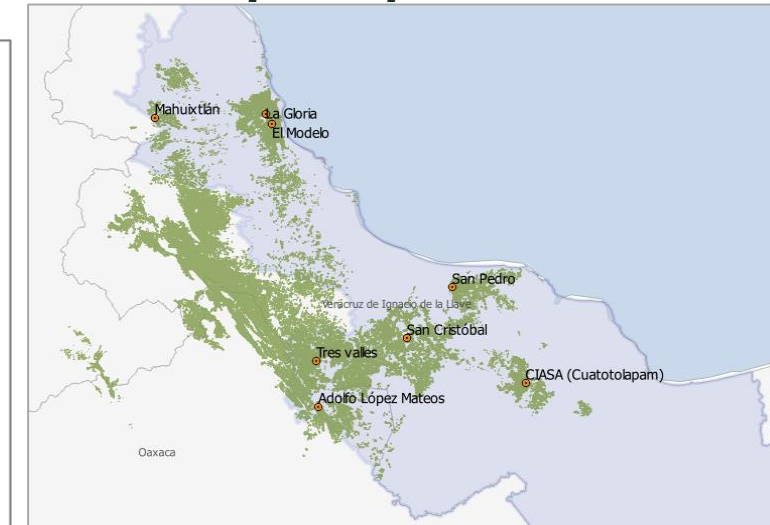 Mahuixtlán
La Gloria
El Modelo
San Pedro
Veracruz de Ignacio de la Llave
San Cristóbal
Tres valles
CIASA (Cuatotolapam)
Adolfo López Mateos
Oaxaca